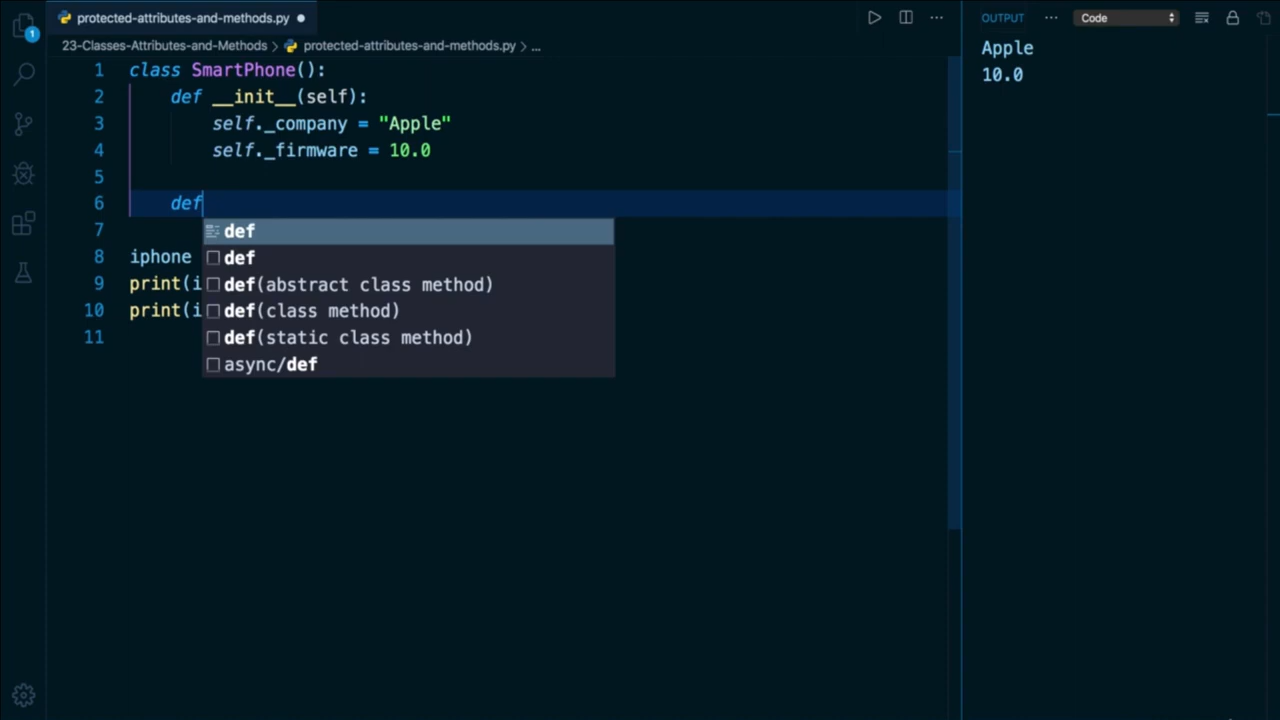 protected-attributes-and-methods.py
OUTPUT
Code
1
23-Classes-Attributes-and-Methods > protected-attributes-and-methods.py > ...
1 class SmartPhone():
2 def __init__(self):
3 self._company = "Apple"
4 self._firmware = 10.0
5
6 def
7
8 iphone
9 print(i
10 print(i
11
def
def
def(abstract class method)
def(class method)
def(static class method)
async/def
Apple
10.0